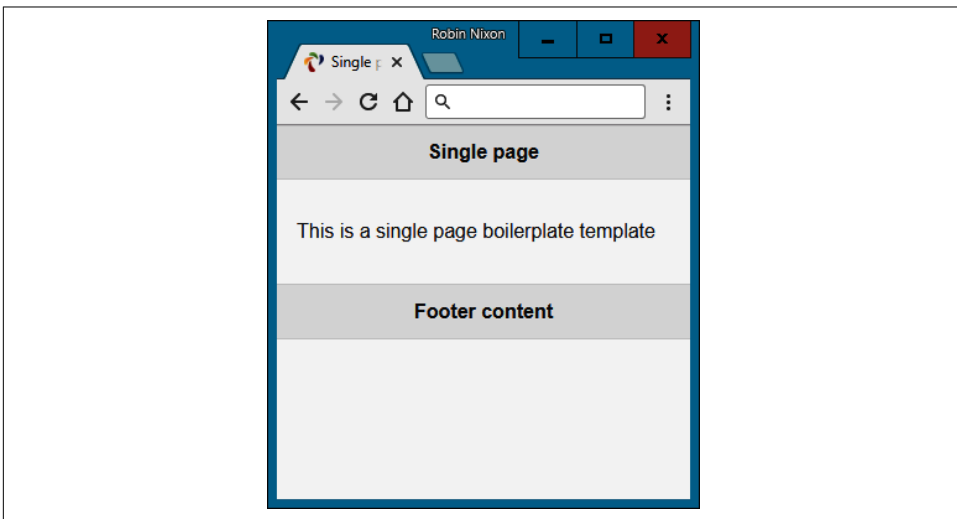 Robin Nixon
Single p
Single page
This is a single page boilerplate template
Footer content